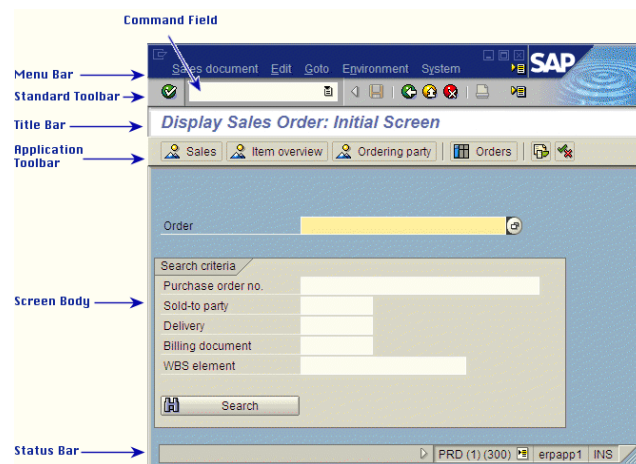 Command Field
Menu Bar
Sales document Edit Goto Environment System
SAP
Standard Toolbar
Title Bar
Display Sales Order: Initial Screen
Application Toolbar
Sales Item overview Ordering party Orders
Order
Search criteria
Purchase order no.
Screen Body
Sold-to party
Delivery
Billing document
WBS element
Search
Status Bar
PRD (1) (300) erpapp1 INS